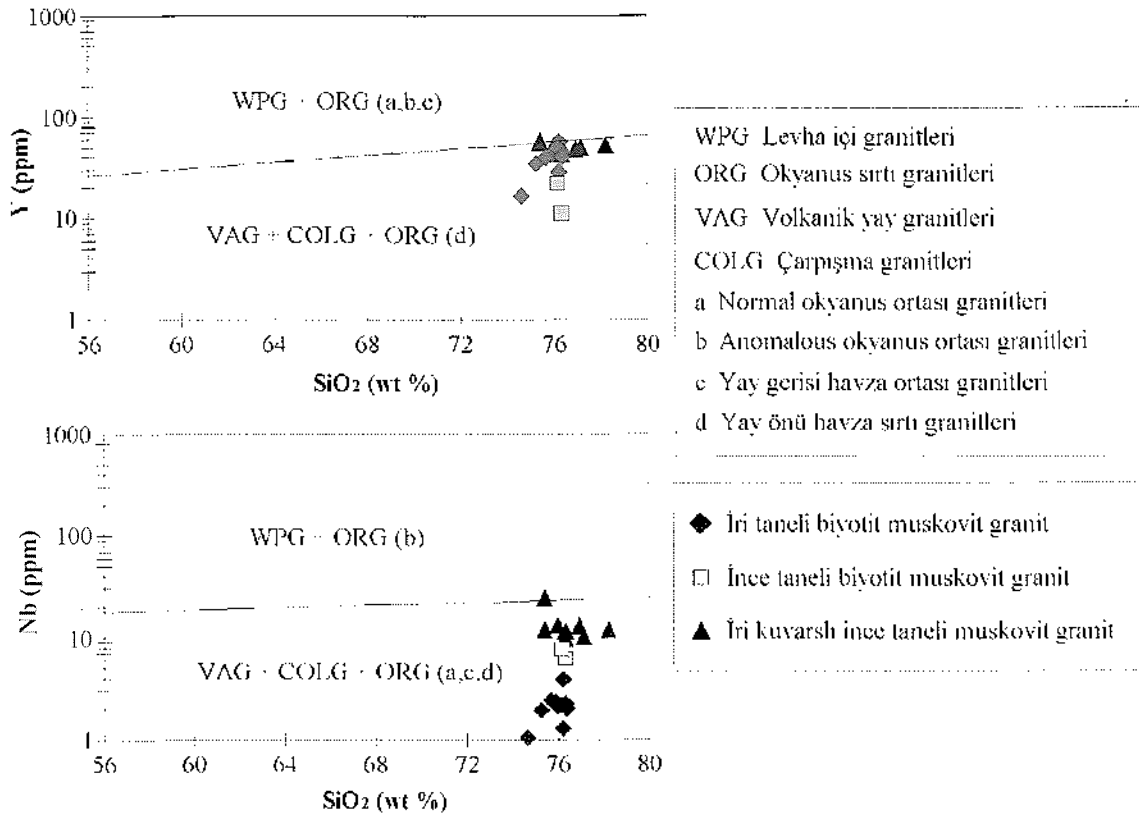 1000
100
10
1
Y (ppm)
WPG + ORG (a,b,c)
VAG + COLG + ORG (d)
56 60 64 68 72 76 80
SiO2 (wt %)
1000
100
10
1
Nb (ppm)
WPG + ORG (b)
VAG + COLG + ORG (a,c,d)
56 60 64 68 72 76 80
SiO2 (wt %)
WPG Levha içi granitleri
ORG Okyanus sırtı granitleri
VAG Volkanik yay granitleri
COLG Çarpışma granitleri
a Normal okyanus ortası granitleri
b Anomalous okyanus ortası granitleri
c Yay gerisi havza ortası granitleri
d Yay önü havza sırtı granitleri
İri taneli biyotit muskovit granit
İnce taneli biyotit muskovit granit
İri kuvarslı ince taneli muskovit granit